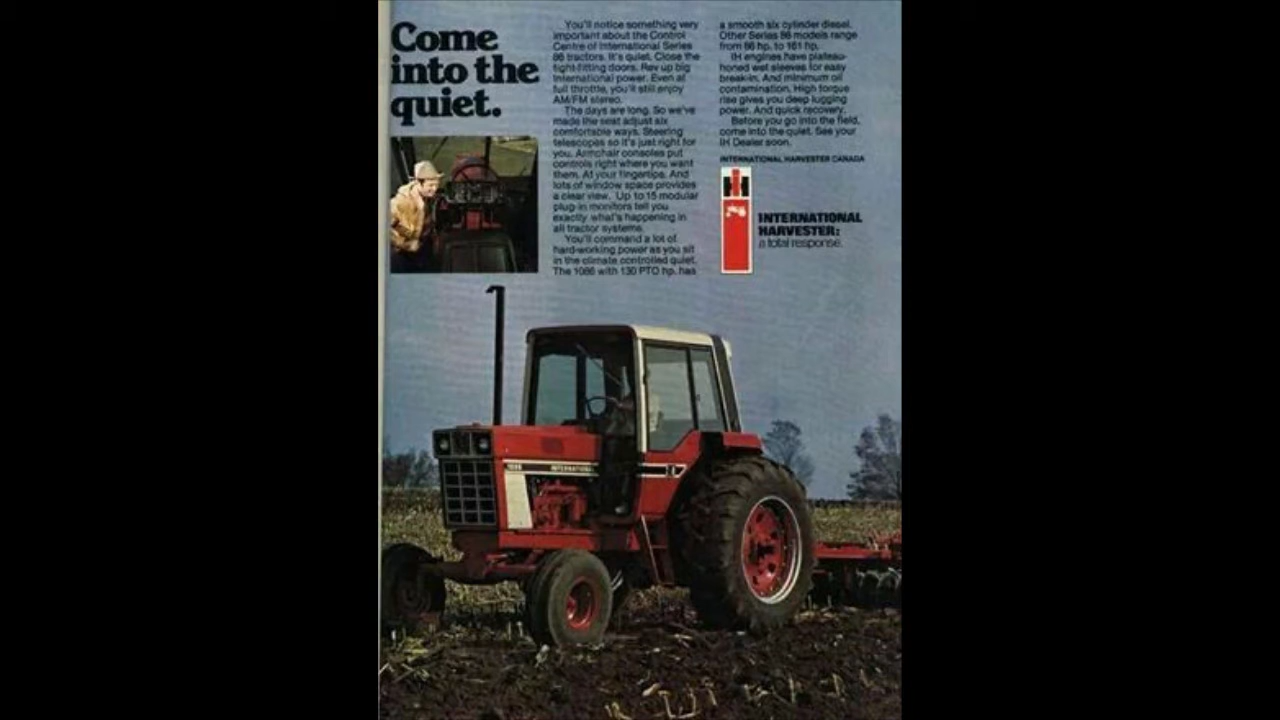 Come
into the
quiet.
You'll notice something very
important about the Control
Centre of International Series
86 tractors. It's quiet. Close the
tight-fitting doors. Rev up big
International power. Even at
full throttle, you'll still enjoy
AM/FM stereo.
The days are long. So we've
made the seat adjust six
comfortable ways. Steering
telescopes so it's just right for
you. Armchair consoles put
controls right where you want
them. At your fingertips. And
lots of window space provides
a clear view. Up to 15 modular
plug-in monitors tell you
exactly what's happening in
all tractor systems.
You'll command a lot of
hard-working power as you sit
in the climate controlled quiet.
The 1086 with 130 PTO hp. has
a smooth six cylinder diesel.
Other Series 86 models range
from 86 hp. to 161 hp.
IH engines have plateau-
honed wet sleeves for easy
break-in. And minimum oil
contamination. High torque
rise gives you deep lugging
power. And quick recovery.
Before you go into the field,
come into the quiet. See your
IH Dealer soon.
INTERNATIONAL HARVESTER CANADA
INTERNATIONAL
HARVESTER:
a total response.
1086 INTERNATIONAL